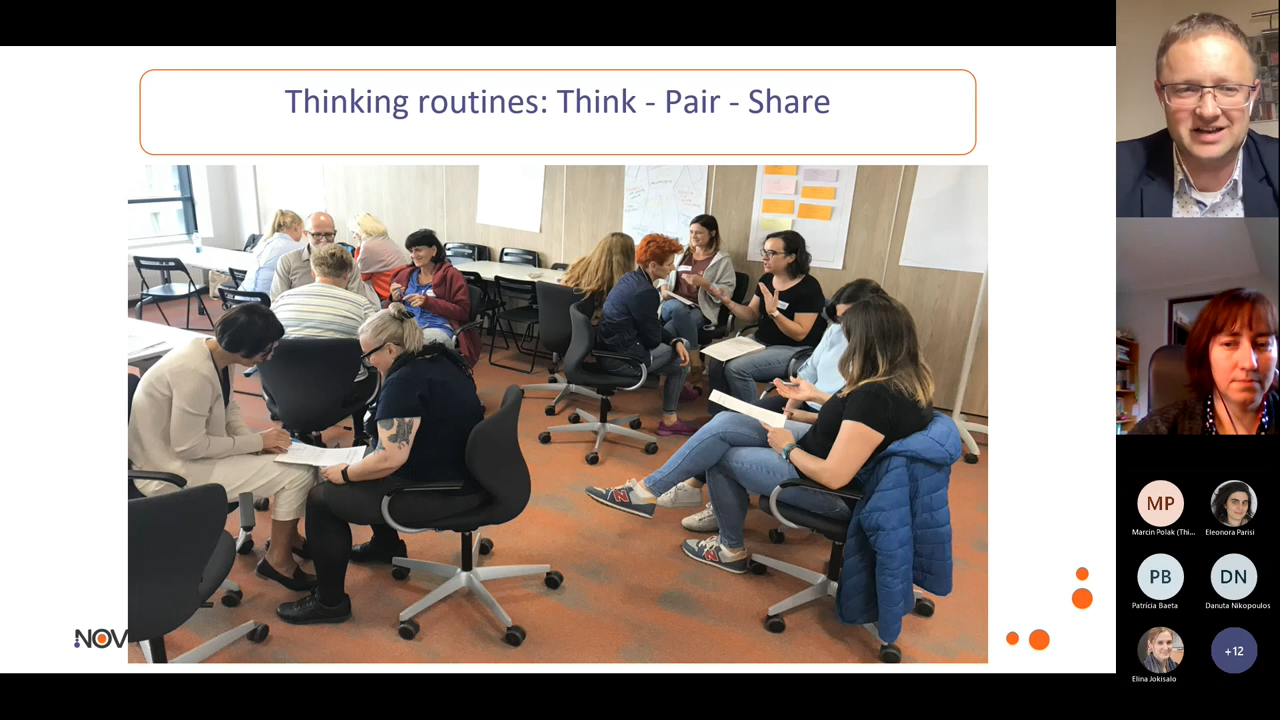 Thinking routines: Think - Pair - Share
NOV
MP
Marcin Polak (Thi...
Eleonora Parisi
PB
Patrícia Baeta
DN
Danuta Nikopoulos
Elina Jokisalo
+12